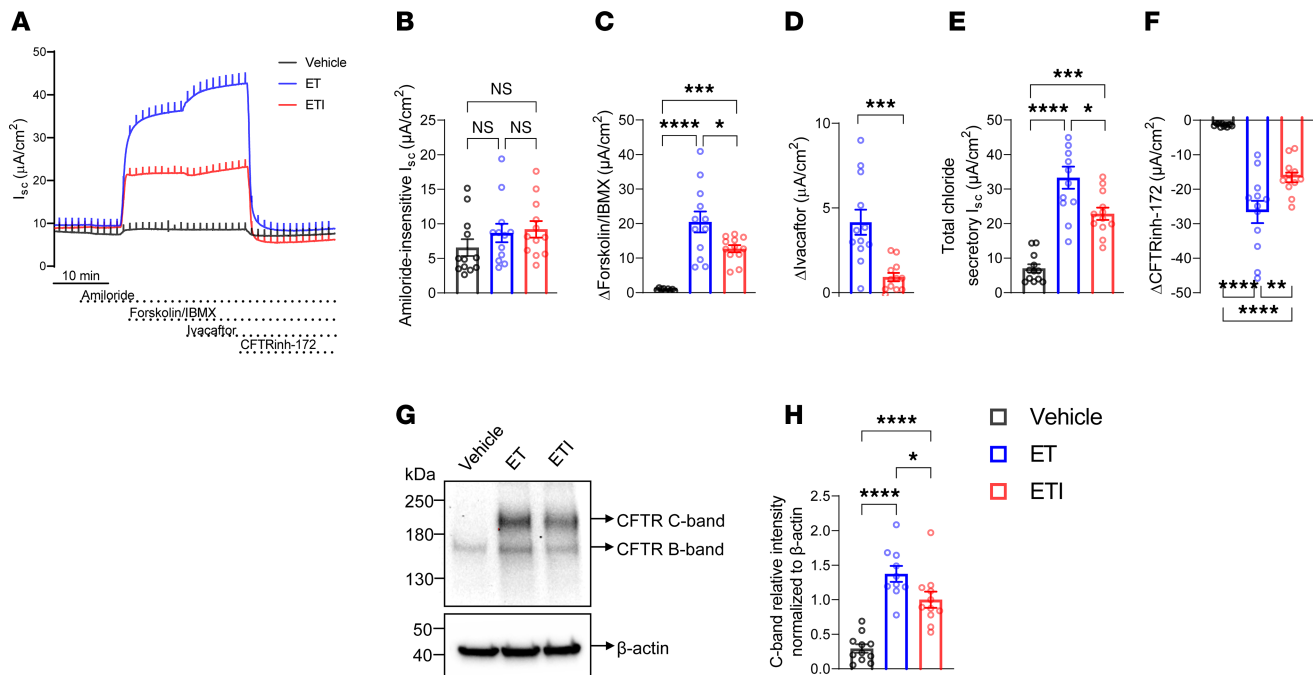 A
I_sc (µA/cm²)
50
40
30
20
10
0
Vehicle
ET
ETI
10 min
Amiloride
Forskolin/IBMX
Ivacaftor
CFTRinh-172
B
Amiloride-insensitive I_sc (µA/cm²)
25
20
15
10
5
0
NS
NS
NS
C
ΔForskolin/IBMX (µA/cm²)
50
40
30
20
10
0
***
****
*
D
ΔIvacaftor (µA/cm²)
10
5
0
***
E
Total chloride
secretory I_sc (µA/cm²)
50
40
30
20
10
0
***
****
*
F
ΔCFTRinh-172 (µA/cm²)
0
-10
-20
-30
-40
-50
****
**
****
G
Vehicle
ET
ETI
kDa
250
180
130
50
40
CFTR C-band
CFTR B-band
β-actin
H
C-band relative intensity
normalized to β-actin
2.5
2.0
1.5
1.0
0.5
0.0
****
*
****
Vehicle
ET
ETI